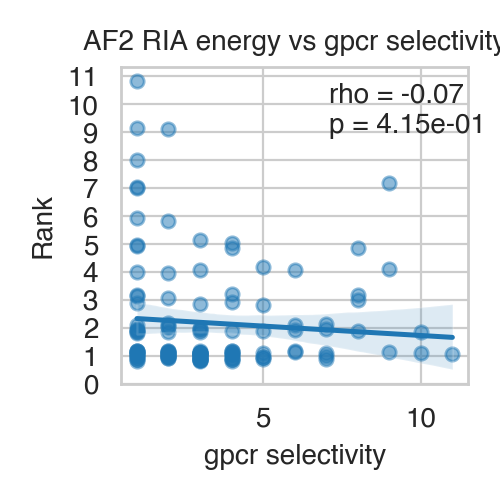 AF2 RIA energy vs gpcr selectivity
rho = -0.07
p = 4.15e-01
Rank
11
10
9
8
7
6
5
4
3
2
1
0
5
10
gpcr selectivity